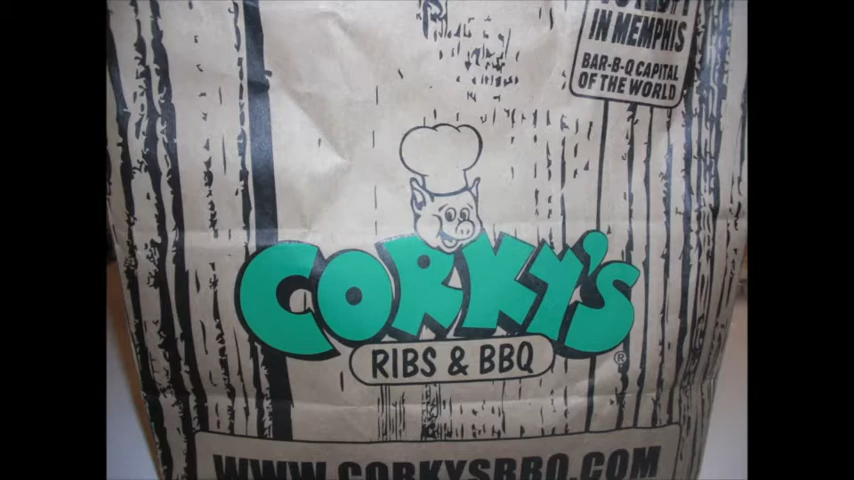 IN MEMPHIS
BAR-B-Q CAPITAL
OF THE WORLD
CORKY'S
RIBS & BBQ
®
WWW.CORKYSBBQ.COM